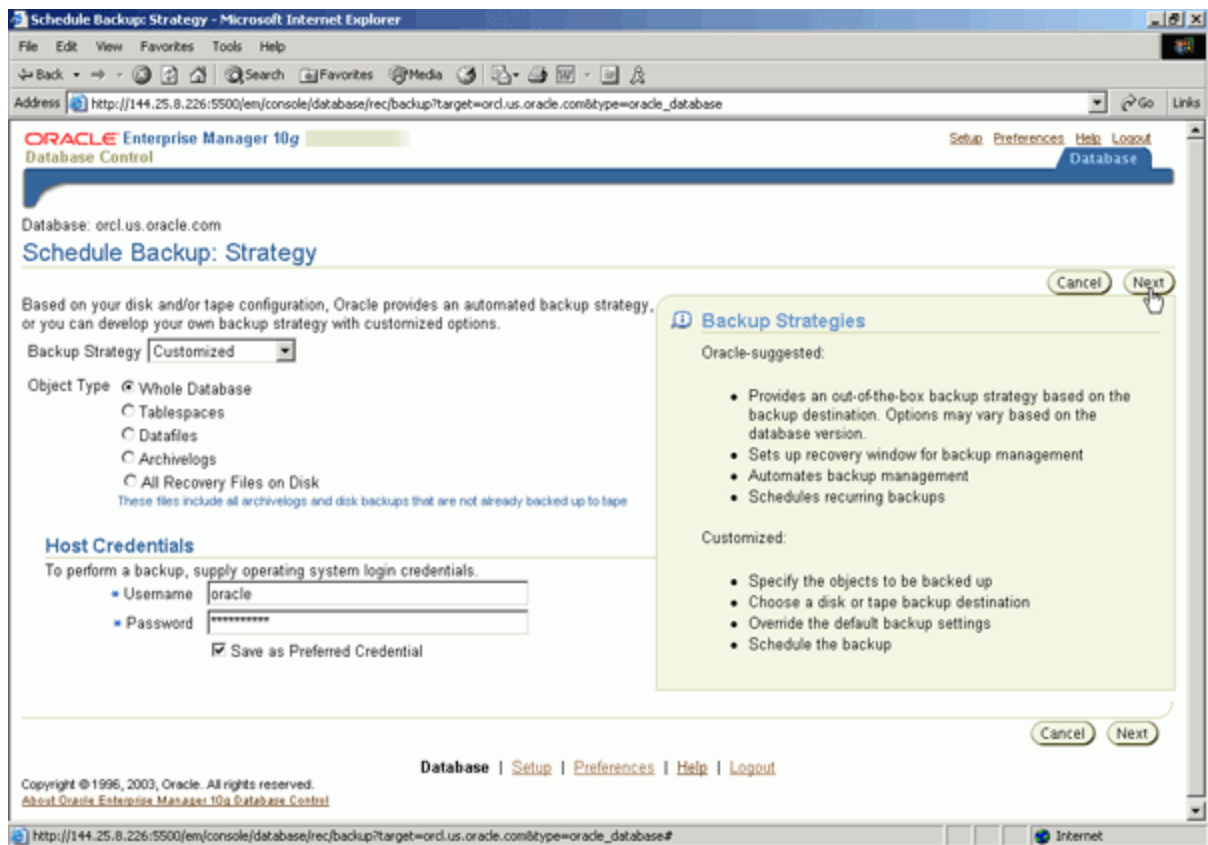 Schedule Backup: Strategy - Microsoft Internet Explorer
File Edit View Favorites Tools Help
Back Search Favorites Media
Address http://144.25.8.226:5500/em/console/database/rec/backup?target=orcl.us.oracle.com&type=oracle_database Go Links
ORACLE Enterprise Manager 10g
Database Control
Setup Preferences Help Logout
Database
Database: orcl.us.oracle.com
Schedule Backup: Strategy
Cancel Next
Based on your disk and/or tape configuration, Oracle provides an automated backup strategy,
or you can develop your own backup strategy with customized options.
Backup Strategy Customized
Object Type Whole Database
Tablespaces
Datafiles
Archivelogs
All Recovery Files on Disk
These files include all archivelogs and disk backups that are not already backed up to tape
Host Credentials
To perform a backup, supply operating system login credentials.
* Username oracle
* Password **********
Save as Preferred Credential
Backup Strategies
Oracle-suggested:
• Provides an out-of-the-box backup strategy based on the
backup destination. Options may vary based on the
database version.
• Sets up recovery window for backup management
• Automates backup management
• Schedules recurring backups
Customized:
• Specify the objects to be backed up
• Choose a disk or tape backup destination
• Override the default backup settings
• Schedule the backup
Cancel Next
Database | Setup | Preferences | Help | Logout
Copyright © 1996, 2003, Oracle. All rights reserved.
About Oracle Enterprise Manager 10g Database Control
http://144.25.8.226:5500/em/console/database/rec/backup?target=orcl.us.oracle.com&type=oracle_database# Internet